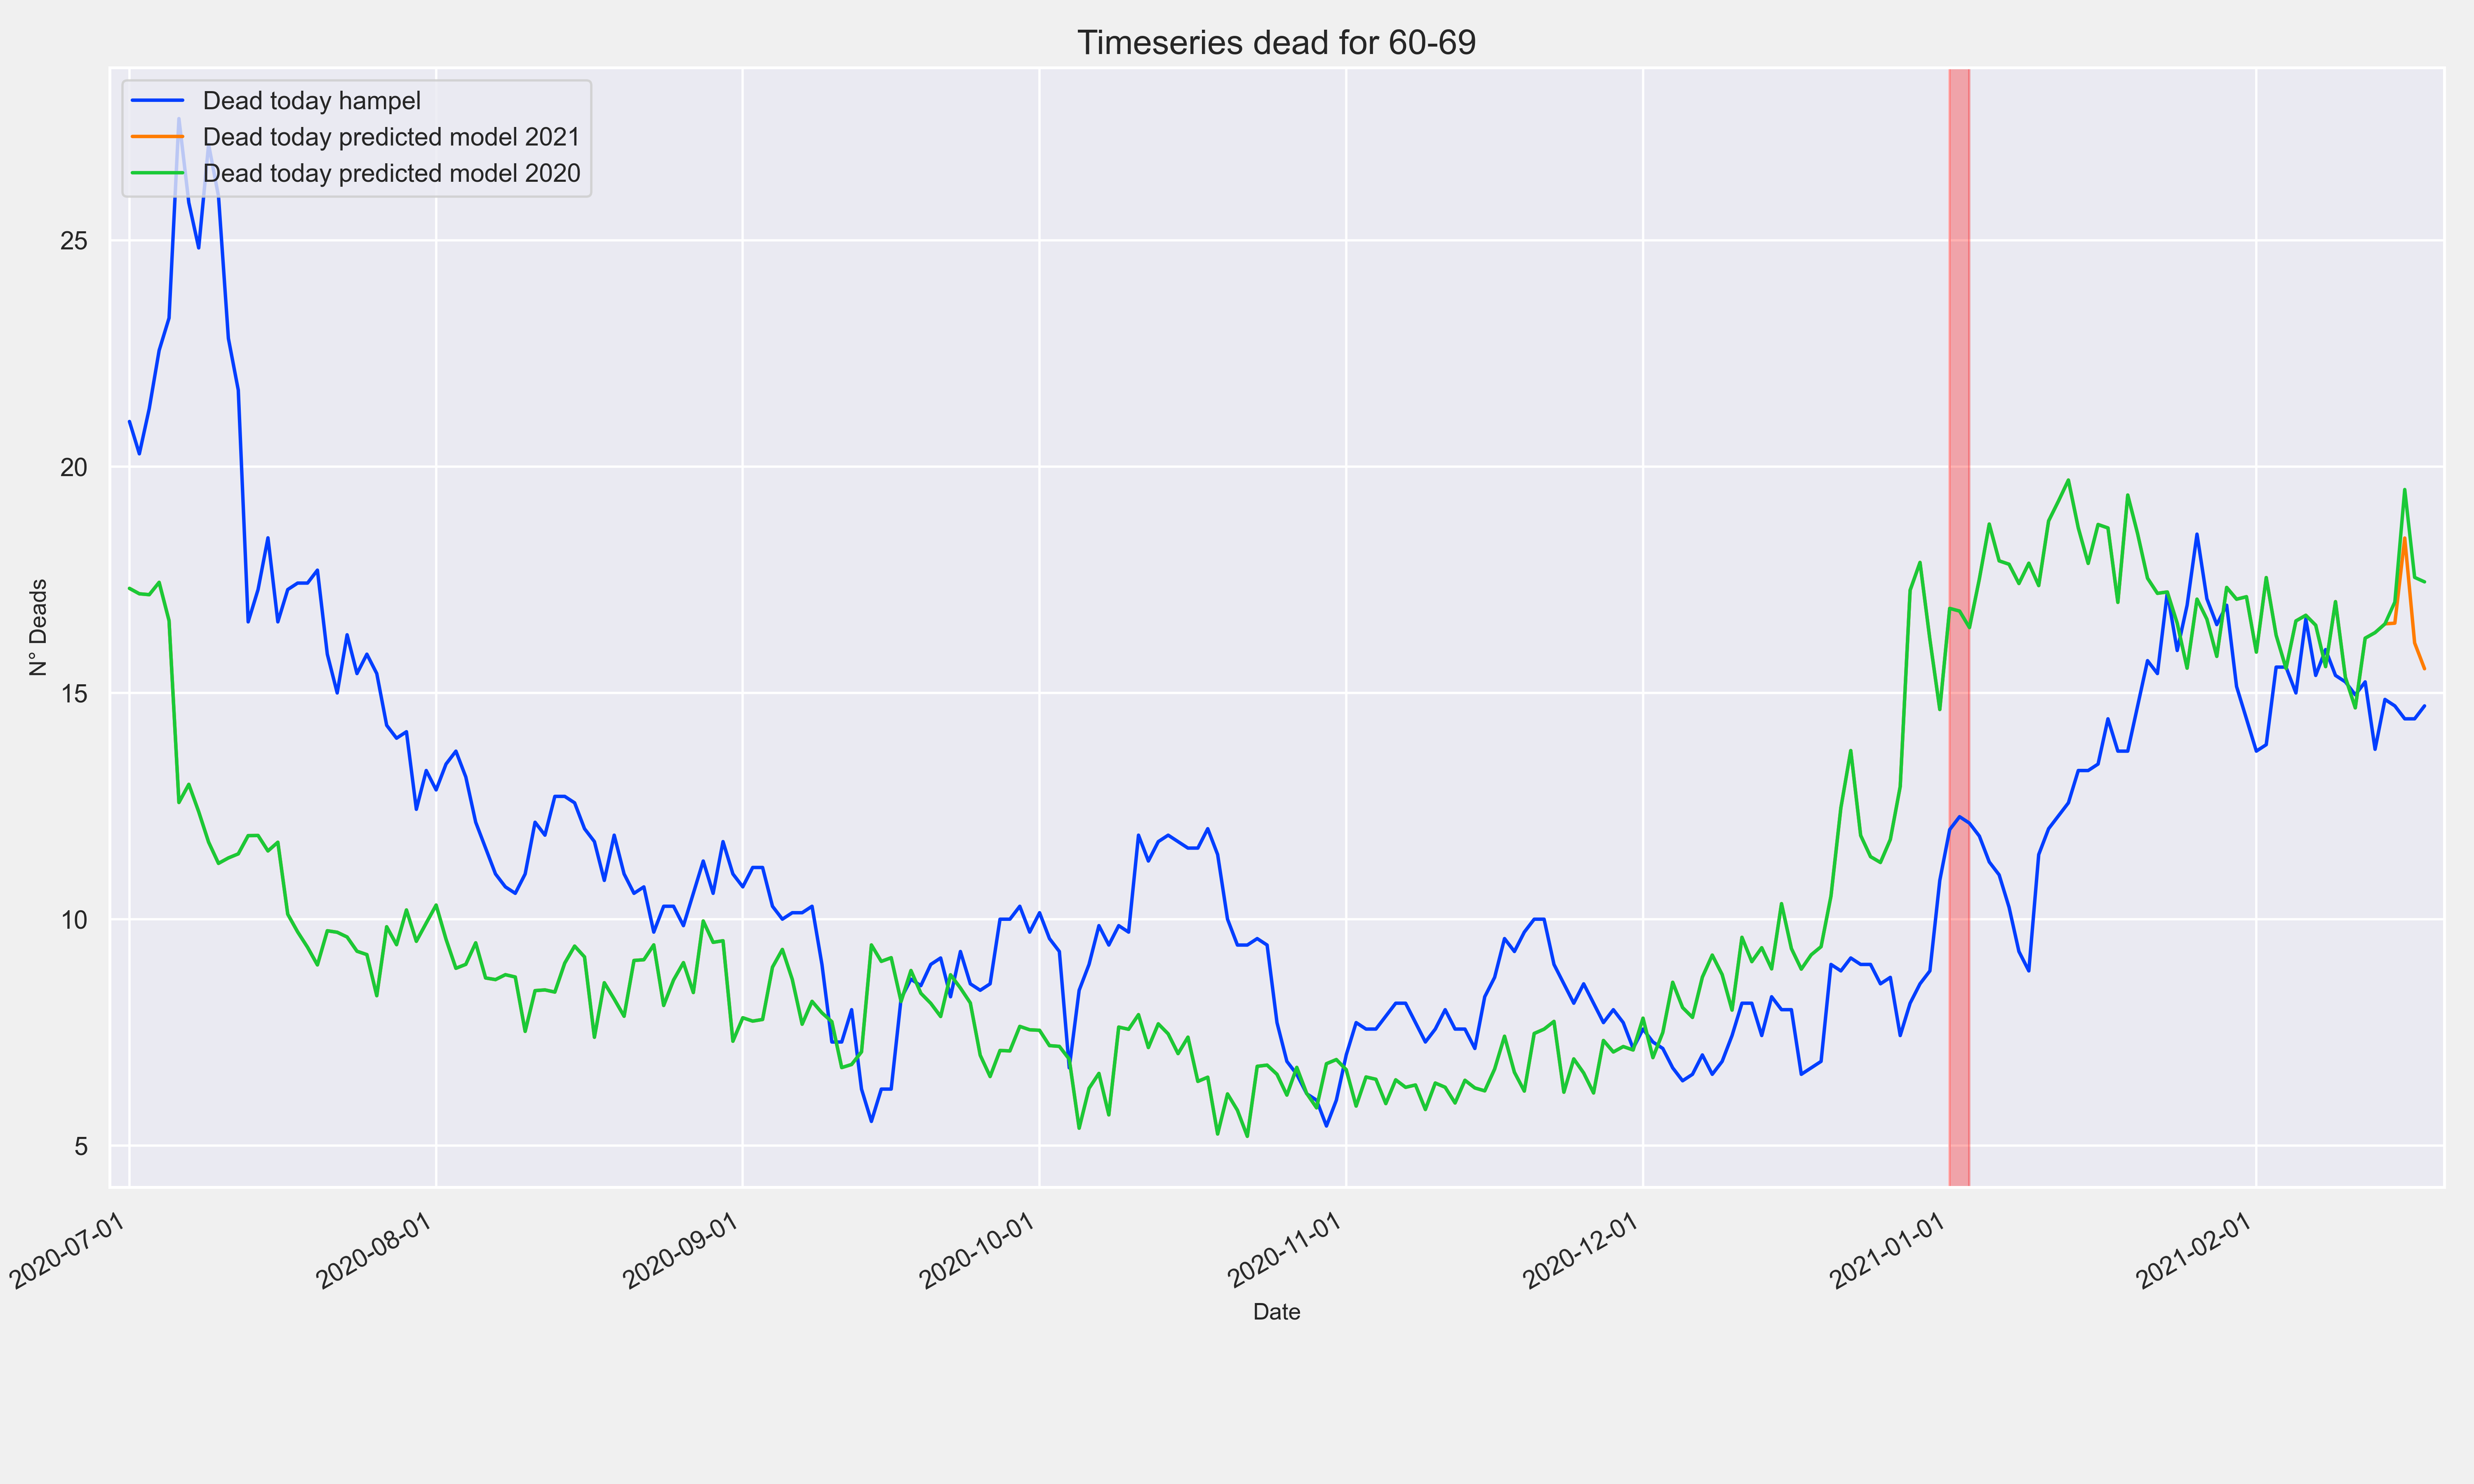 Timeseries dead for 60-69
Dead today hampel
Dead today predicted model 2021
Dead today predicted model 2020
25
20
15
10
5
N° Deads
2020-07-01
2020-08-01
2020-09-01
2020-10-01
2020-11-01
2020-12-01
2021-01-01
2021-02-01
Date